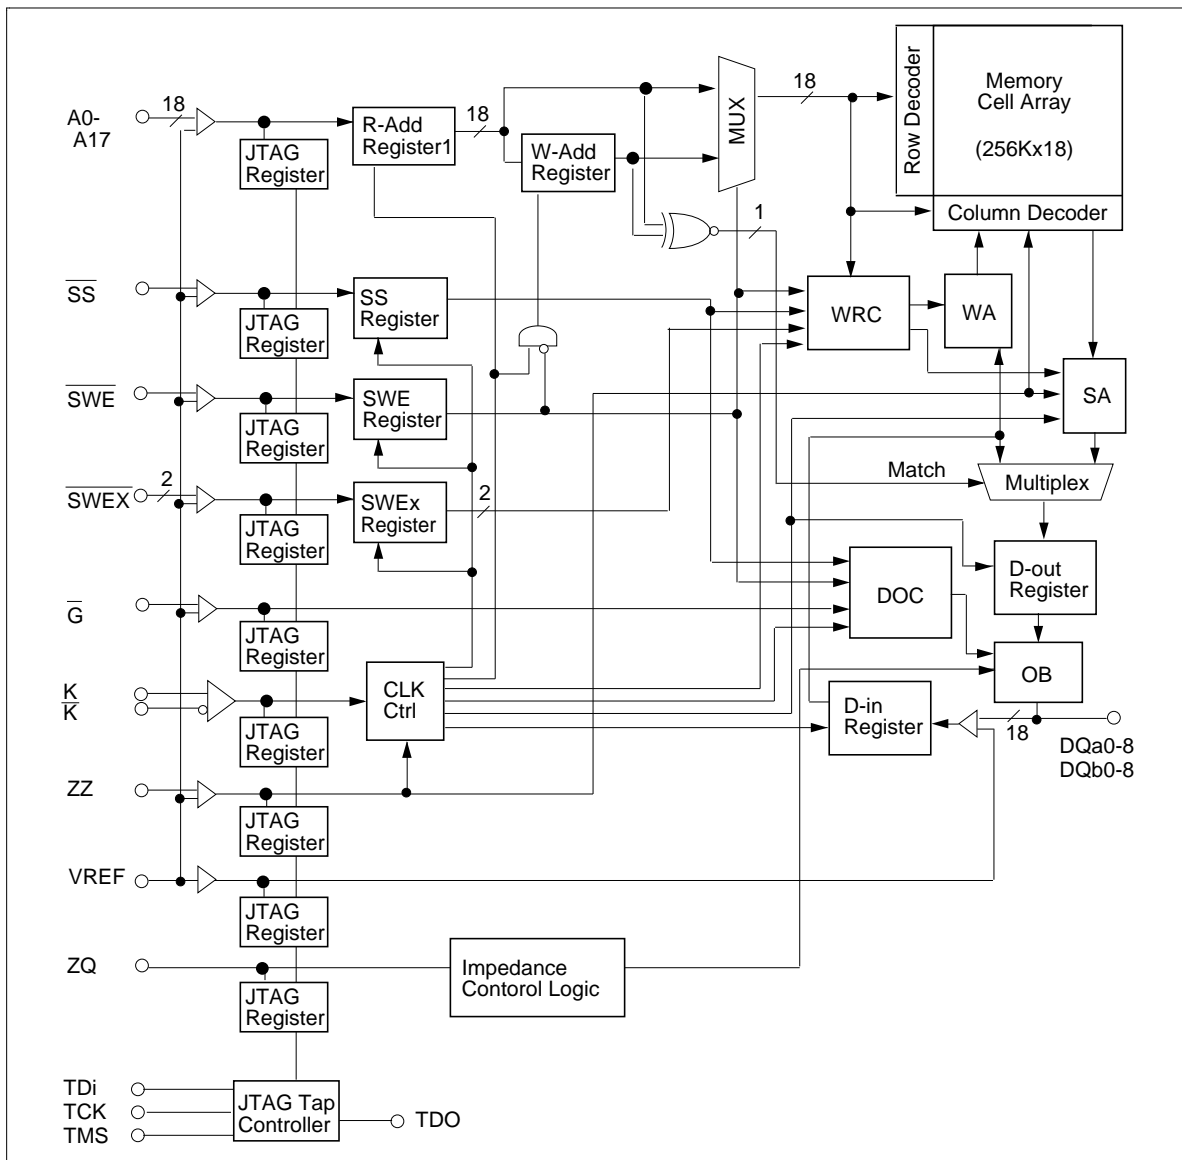 A0-
A17
18
JTAG
Register
R-Add
Register1
18
W-Add
Register
MUX
18
Row Decoder
Memory
Cell Array
(256Kx18)
Column Decoder
1
SS
JTAG
Register
SS
Register
WRC
WA
SWE
JTAG
Register
SWE
Register
SA
SWEX
2
JTAG
Register
SWEx
Register
2
Match
Multiplex
G
JTAG
Register
DOC
D-out
Register
K
K
JTAG
Register
CLK
Ctrl
D-in
Register
OB
18
DQa0-8
DQb0-8
ZZ
JTAG
Register
VREF
JTAG
Register
ZQ
JTAG
Register
Impedance
Contorol Logic
TDi
TCK
TMS
JTAG Tap
Controller
TDO